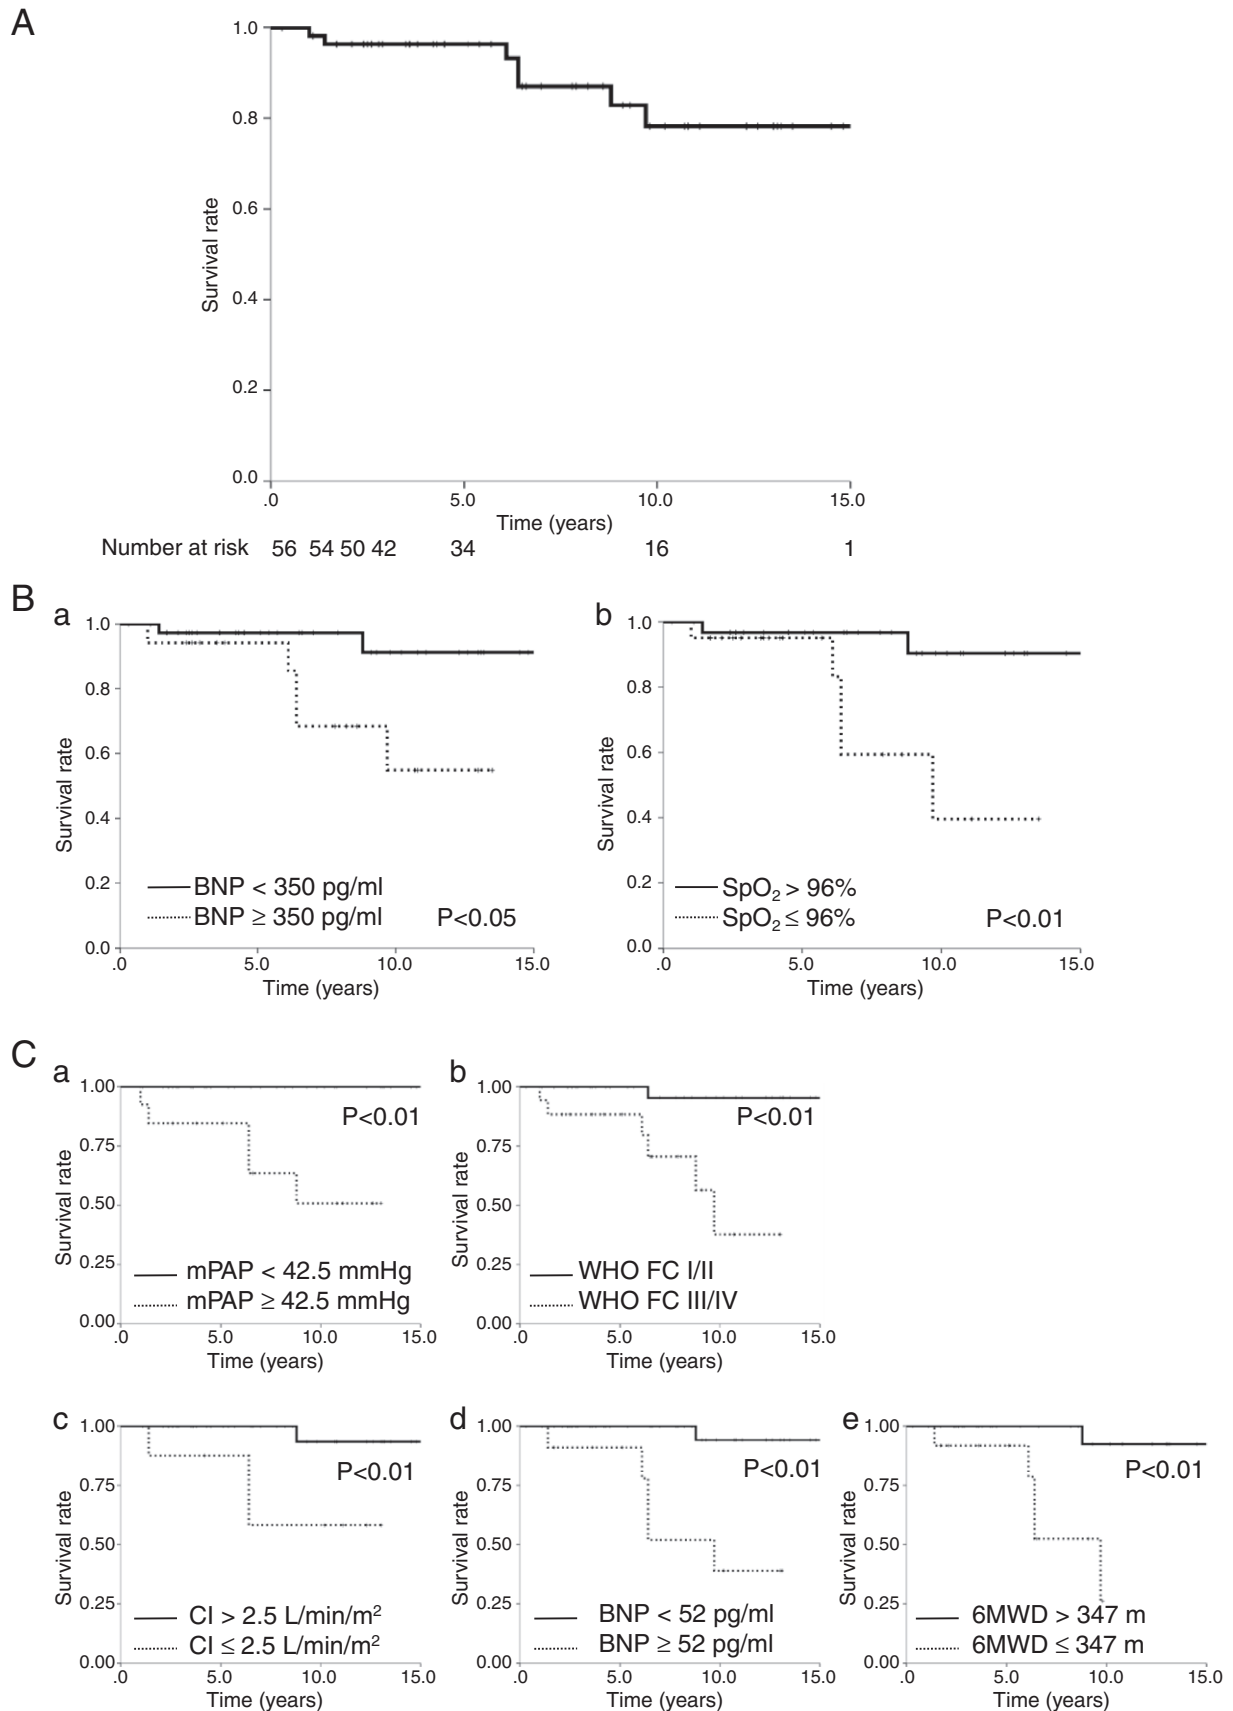 A
1.0
0.8
0.6
0.4
0.2
0.0
Survival rate
.0 5.0 10.0 15.0
Time (years)
Number at risk 56 54 50 42 34 16 1
B
a
1.0
0.8
0.6
0.4
0.2
0.0
Survival rate
BNP < 350 pg/ml
BNP ≥ 350 pg/ml
P<0.05
.0 5.0 10.0 15.0
Time (years)
b
1.0
0.8
0.6
0.4
0.2
0.0
Survival rate
SpO₂ > 96%
SpO₂ ≤ 96%
P<0.01
.0 5.0 10.0 15.0
Time (years)
C
a
1.00
0.75
0.50
0.25
0.00
Survival rate
P<0.01
mPAP < 42.5 mmHg
mPAP ≥ 42.5 mmHg
.0 5.0 10.0 15.0
Time (years)
b
1.00
0.75
0.50
0.25
0.00
Survival rate
P<0.01
WHO FC I/II
WHO FC III/IV
.0 5.0 10.0 15.0
Time (years)
c
1.00
0.75
0.50
0.25
0.00
Survival rate
P<0.01
CI > 2.5 L/min/m²
CI ≤ 2.5 L/min/m²
.0 5.0 10.0 15.0
Time (years)
d
1.00
0.75
0.50
0.25
0.00
Survival rate
P<0.01
BNP < 52 pg/ml
BNP ≥ 52 pg/ml
.0 5.0 10.0 15.0
Time (years)
e
1.00
0.75
0.50
0.25
0.00
Survival rate
P<0.01
6MWD > 347 m
6MWD ≤ 347 m
.0 5.0 10.0 15.0
Time (years)